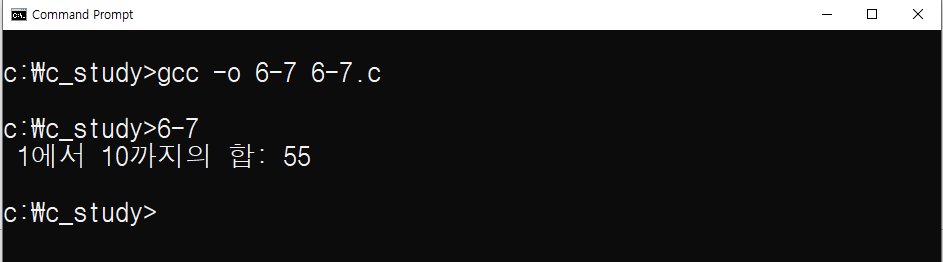 Command Prompt
c:₩c_study>gcc -o 6-7 6-7.c
c:₩c_study>6-7
1에서 10까지의 합: 55
c:₩c_study>